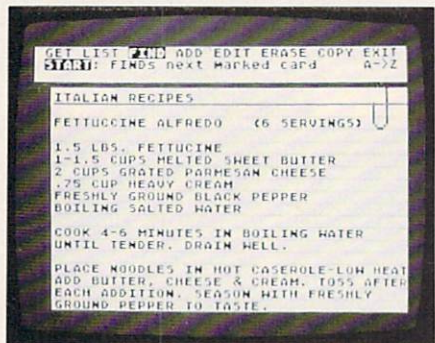 GET LIST FIND ADD EDIT ERASE COPY EXIT
START: FINDs next marked card A->Z
ITALIAN RECIPES
FETTUCCINE ALFREDO (6 SERVINGS)
1.5 LBS. FETTUCINE
1-1.5 CUPS MELTED SWEET BUTTER
2 CUPS GRATED PARMESAN CHEESE
.75 CUP HEAVY CREAM
FRESHLY GROUND BLACK PEPPER
BOILING SALTED WATER
COOK 4-6 MINUTES IN BOILING WATER
UNTIL TENDER. DRAIN WELL.
PLACE NOODLES IN HOT CASEROLE-LOW HEAT
ADD BUTTER, CHEESE & CREAM. TOSS AFTER
EACH ADDITION. SEASON WITH FRESHLY
GROUND PEPPER TO TASTE.